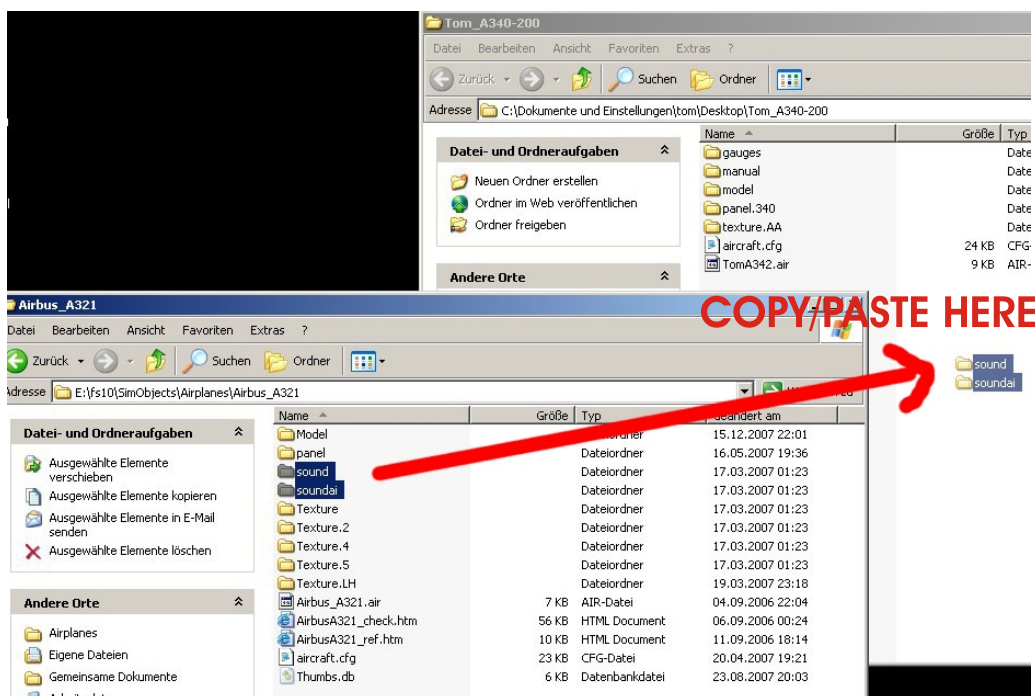 Tom_A340-200
Datei Bearbeiten Ansicht Favoriten Extras ?
Zurück Suchen Ordner
Adresse C:\Dokumente und Einstellungen\tom\Desktop\Tom_A340-200
Name Größe Typ
Datei- und Ordneraufgaben
Neuen Ordner erstellen
Ordner im Web veröffentlichen
Ordner freigeben
Andere Orte
gauges Date
manual Date
model Date
panel.340 Date
texture.AA Date
aircraft.cfg 24 KB CFG-
TomA342.air 9 KB AIR-
COPY/PASTE HERE
sound
soundai
Airbus_A321
Datei Bearbeiten Ansicht Favoriten Extras ?
Zurück Suchen Ordner
Adresse E:\fs10\SimObjects\Airplanes\Airbus_A321
Name Größe Typ Geändert am
Datei- und Ordneraufgaben
Ausgewählte Elemente
verschieben
Ausgewählte Elemente kopieren
Ausgewählte Elemente in E-Mail
senden
Ausgewählte Elemente löschen
Andere Orte
Airplanes
Eigene Dateien
Gemeinsame Dokumente
Model 15.12.2007 22:01
panel Dateiordner 16.05.2007 19:36
sound Dateiordner 17.03.2007 01:23
soundai Dateiordner 17.03.2007 01:23
Texture Dateiordner 17.03.2007 01:23
Texture.2 Dateiordner 17.03.2007 01:23
Texture.4 Dateiordner 17.03.2007 01:23
Texture.5 Dateiordner 17.03.2007 01:23
Texture.LH Dateiordner 19.03.2007 23:18
Airbus_A321.air 7 KB AIR-Datei 04.09.2006 22:04
AirbusA321_check.htm 56 KB HTML Document 06.09.2006 00:24
AirbusA321_ref.htm 10 KB HTML Document 11.09.2006 18:14
aircraft.cfg 23 KB CFG-Datei 20.04.2007 19:21
Thumbs.db 6 KB Datenbankdatei 23.08.2007 20:03